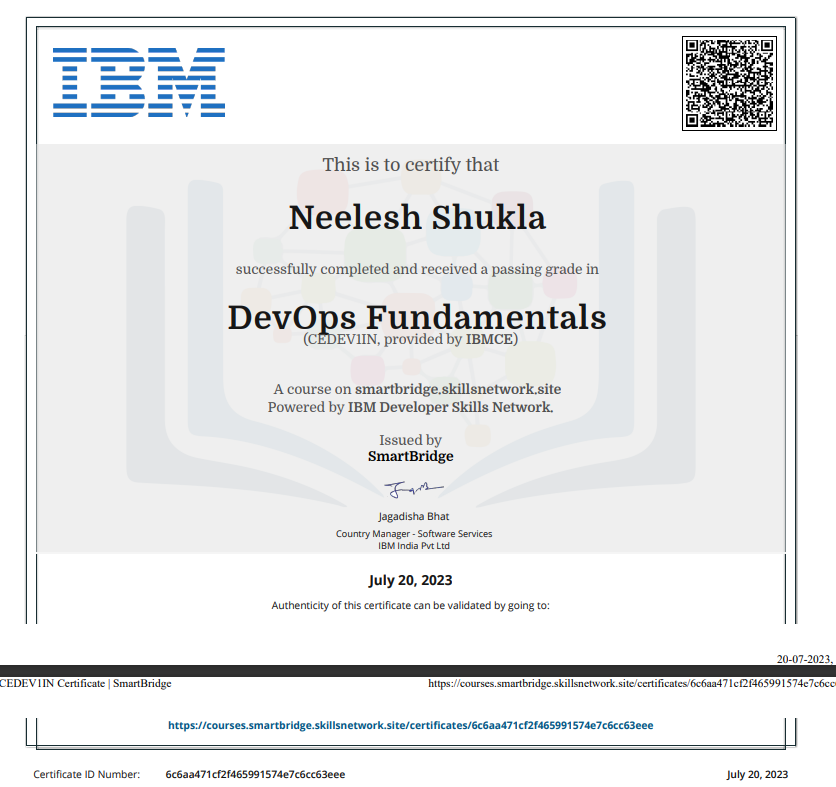 IBM
This is to certify that
Neelesh Shukla
successfully completed and received a passing grade in
DevOps Fundamentals
(CEDEV1IN, provided by IBMCE)
A course on smartbridge.skillsnetwork.site
Powered by IBM Developer Skills Network.
Issued by
SmartBridge
Jagadisha Bhat
Country Manager - Software Services
IBM India Pvt Ltd
July 20, 2023
Authenticity of this certificate can be validated by going to:
20-07-2023,
CEDEV1IN Certificate | SmartBridge https://courses.smartbridge.skillsnetwork.site/certificates/6c6aa471cf2f465991574e7c6cc
https://courses.smartbridge.skillsnetwork.site/certificates/6c6aa471cf2f465991574e7c6cc63eee
Certificate ID Number: 6c6aa471cf2f465991574e7c6cc63eee July 20, 2023